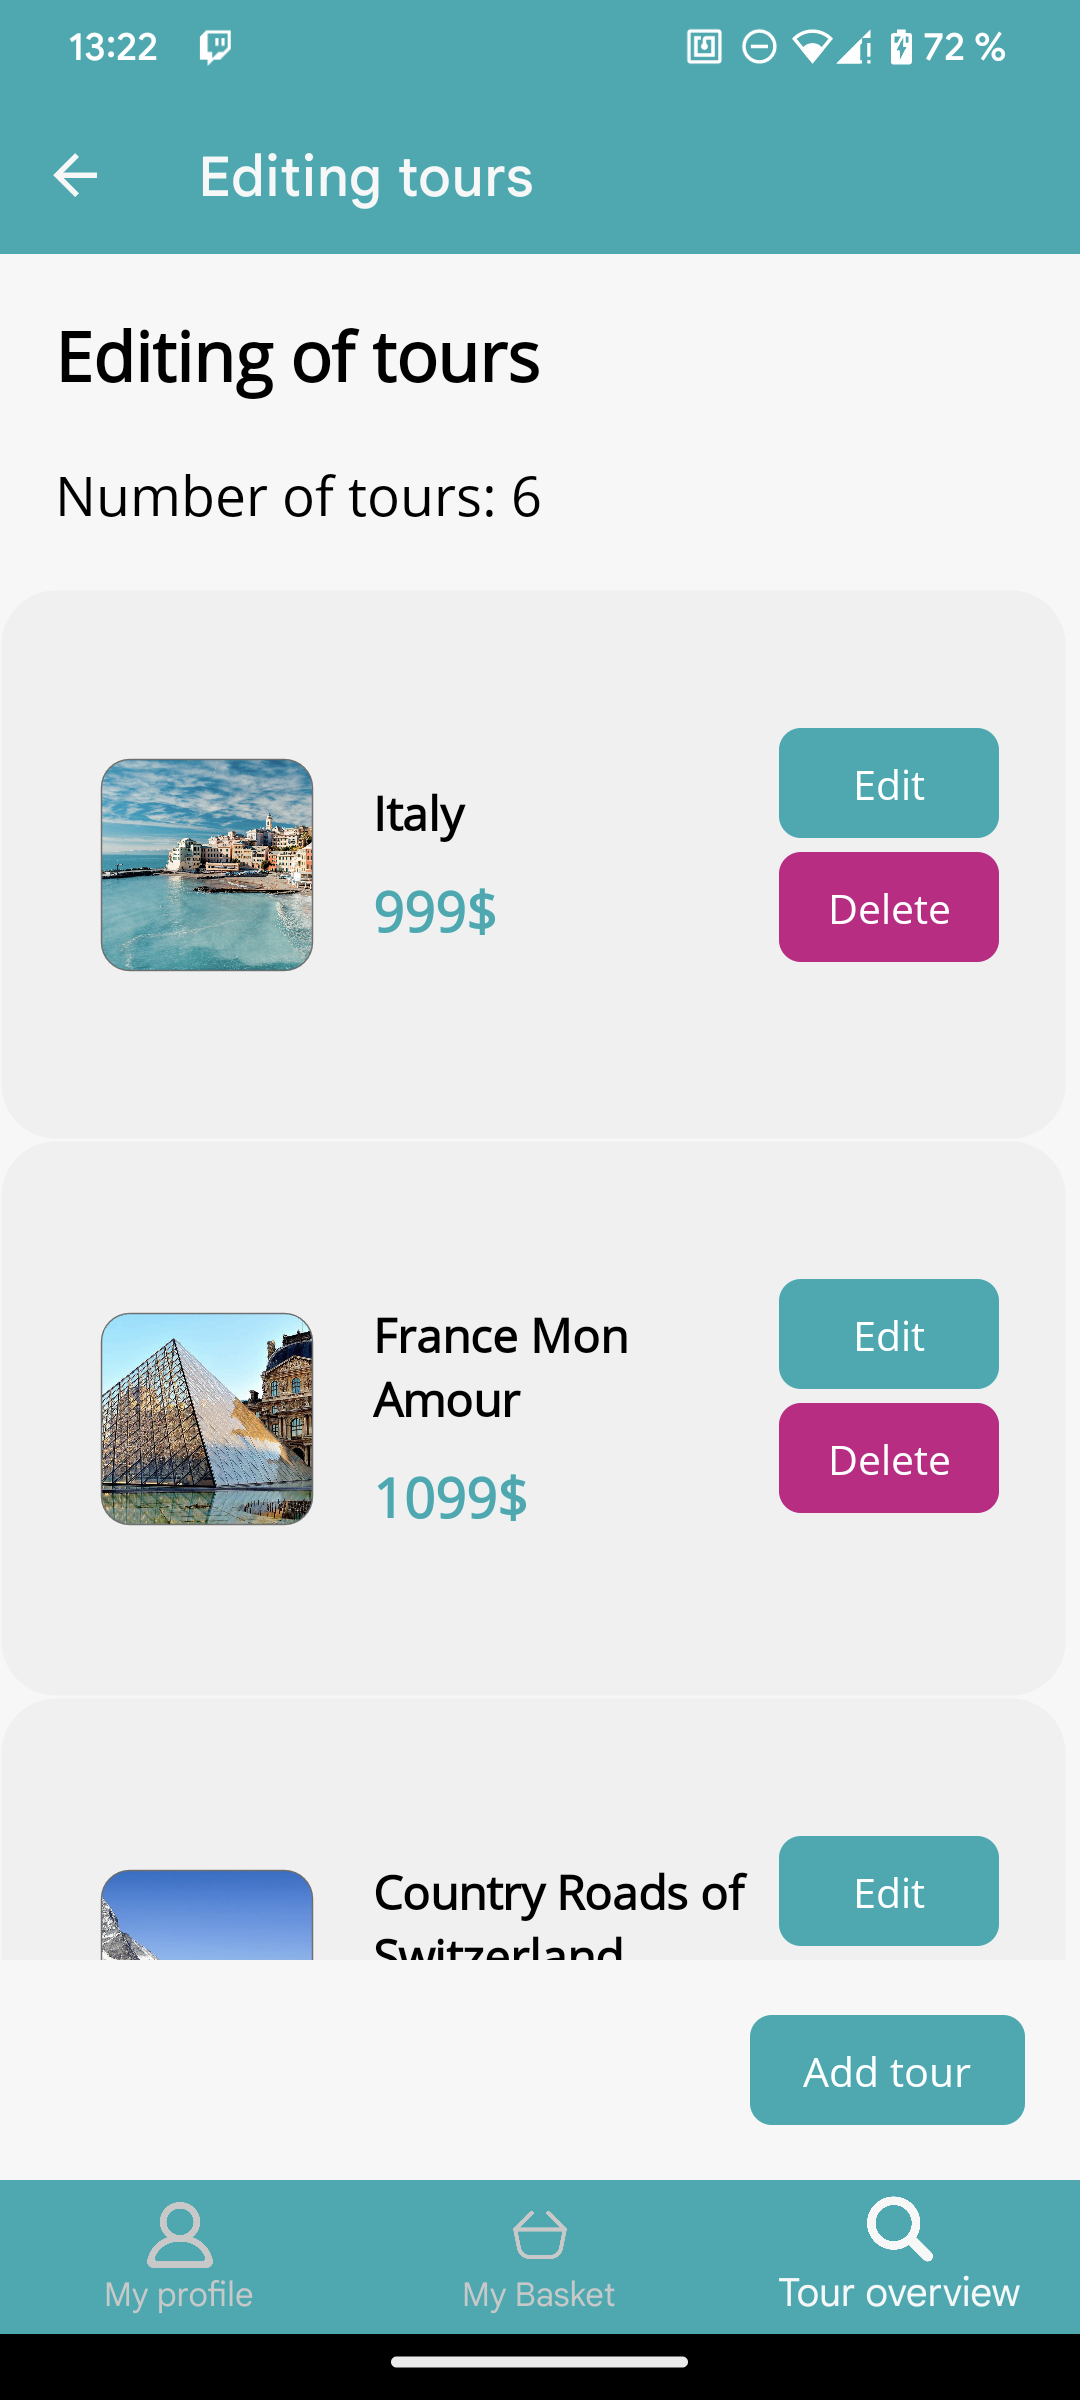 13:22
72 %
Editing tours
Editing of tours
Number of tours: 6
Italy
999$
Edit
Delete
France Mon
Amour
1099$
Edit
Delete
Country Roads of
Switzerland
Edit
Add tour
My profile
My Basket
Tour overview